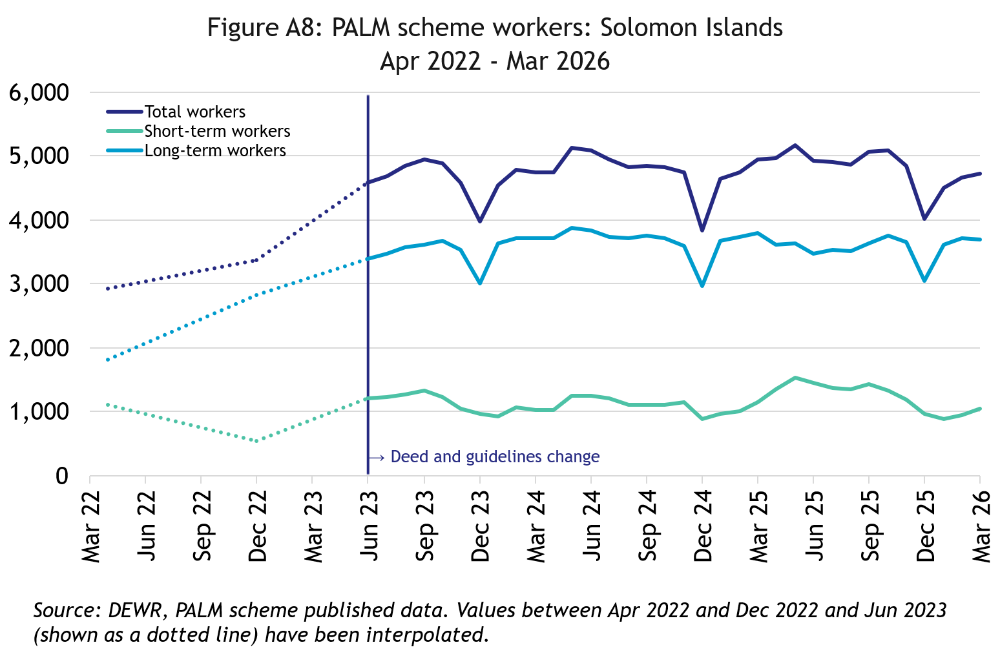 Figure A8: PALM scheme workers: Solomon Islands
Apr 2022 - Mar 2026
6,000
5,000
4,000
3,000
2,000
1,000
0
Total workers
Short-term workers
Long-term workers
→ Deed and guidelines change
Mar 22
Jun 22
Sep 22
Dec 22
Mar 23
Jun 23
Sep 23
Dec 23
Mar 24
Jun 24
Sep 24
Dec 24
Mar 25
Jun 25
Sep 25
Dec 25
Mar 26
Source: DEWR, PALM scheme published data. Values between Apr 2022 and Dec 2022 and Jun 2023
(shown as a dotted line) have been interpolated.